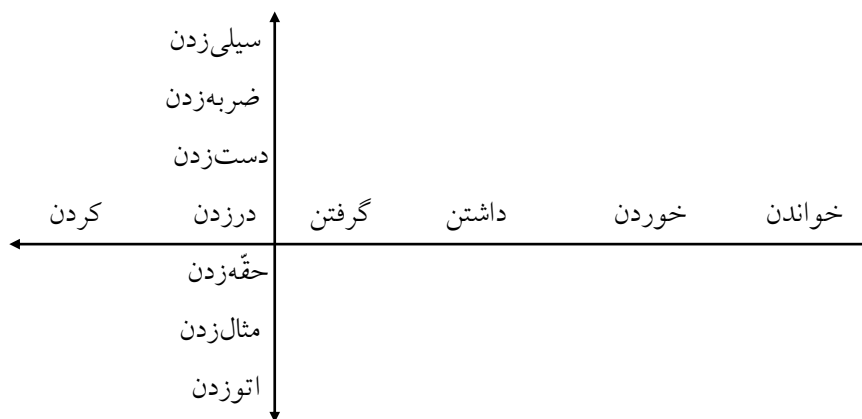 سیلی‌زدن
ضربه‌زدن
دست‌زدن
خواندن خوردن داشتن گرفتن درزدن کردن
حقّه‌زدن
مثال‌زدن
اتوزدن